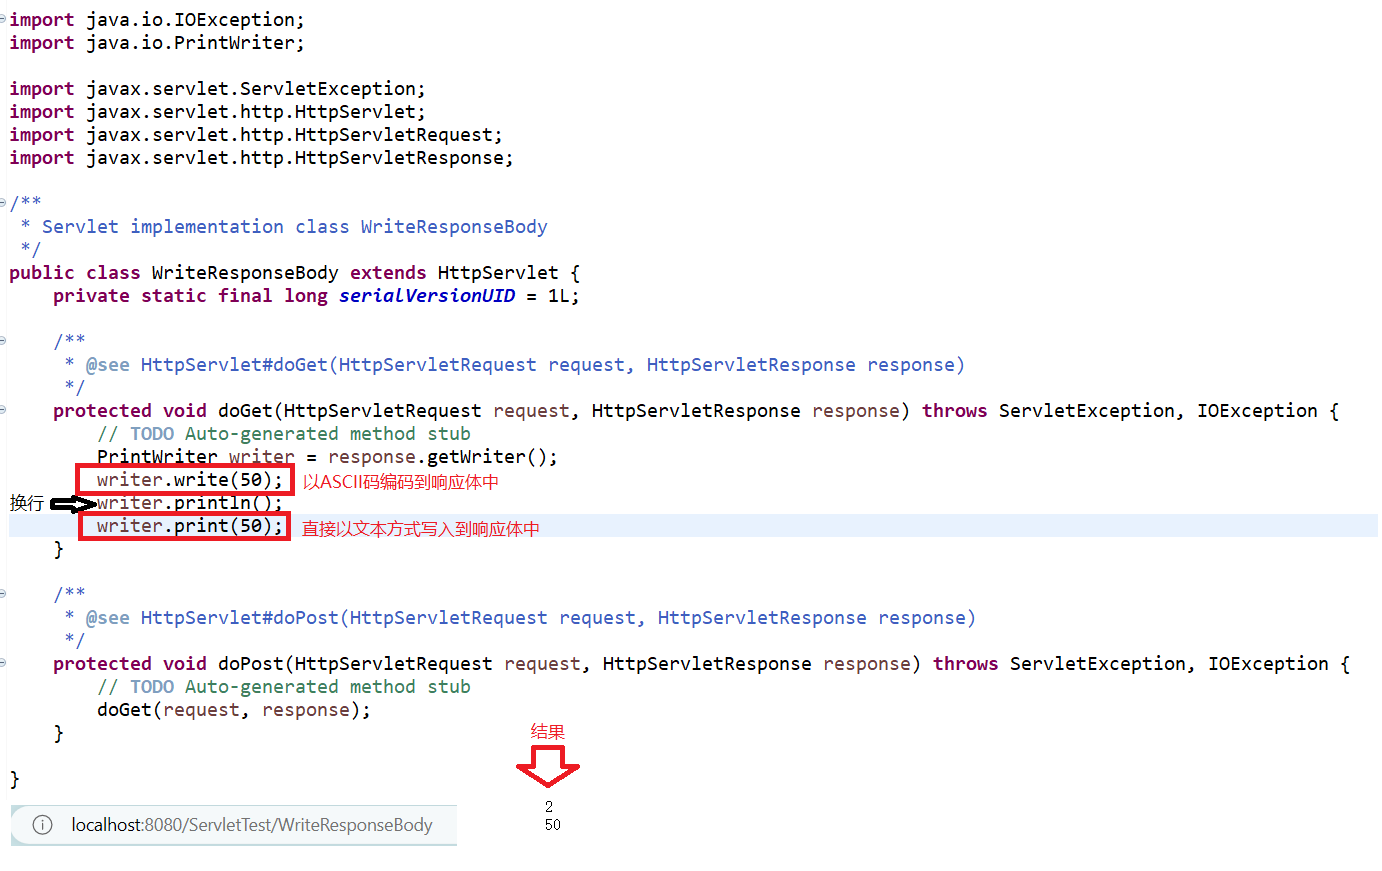 import java.io.IOException;
import java.io.PrintWriter;
import javax.servlet.ServletException;
import javax.servlet.http.HttpServlet;
import javax.servlet.http.HttpServletRequest;
import javax.servlet.http.HttpServletResponse;
/**
 * Servlet implementation class WriteResponseBody
 */
public class WriteResponseBody extends HttpServlet {
    private static final long serialVersionUID = 1L;
    /**
     * @see HttpServlet#doGet(HttpServletRequest request, HttpServletResponse response)
     */
    protected void doGet(HttpServletRequest request, HttpServletResponse response) throws ServletException, IOException {
        // TODO Auto-generated method stub
        PrintWriter writer = response.getWriter();
        writer.write(50); 以ASCII码编码到响应体中
换行 writer.println();
        writer.print(50); 直接以文本方式写入到响应体中
    }
    /**
     * @see HttpServlet#doPost(HttpServletRequest request, HttpServletResponse response)
     */
    protected void doPost(HttpServletRequest request, HttpServletResponse response) throws ServletException, IOException {
        // TODO Auto-generated method stub
        doGet(request, response);
    }
结果
}
2
localhost:8080/ServletTest/WriteResponseBody
50